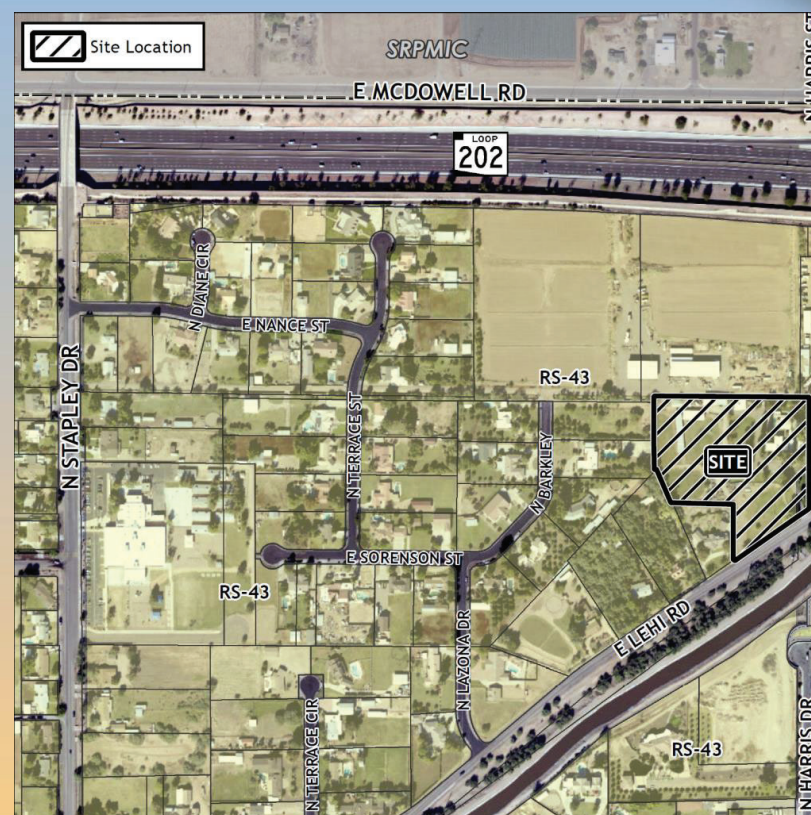 Site Location
SRPMIC
E MCDOWELL RD
N HARRIS CT
LOOP
202
N DIANE CIR
E NANCE ST
N STAPLEY DR
N TERRACE ST
RS-43
N BARKLEY
SITE
E SORENSON ST
RS-43
E LEHI RD
N LAZONA DR
N TERRACE CIR
RS-43
N HARRIS DR